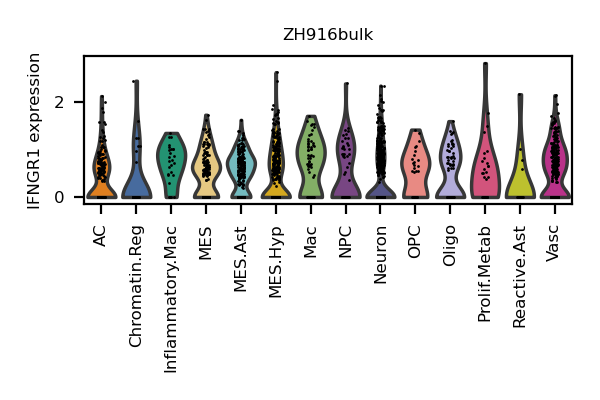 ZH916bulk
IFNGR1 expression
2
0
AC
Chromatin.Reg
Inflammatory.Mac
MES
MES.Ast
MES.Hyp
Mac
NPC
Neuron
OPC
Oligo
Prolif.Metab
Reactive.Ast
Vasc